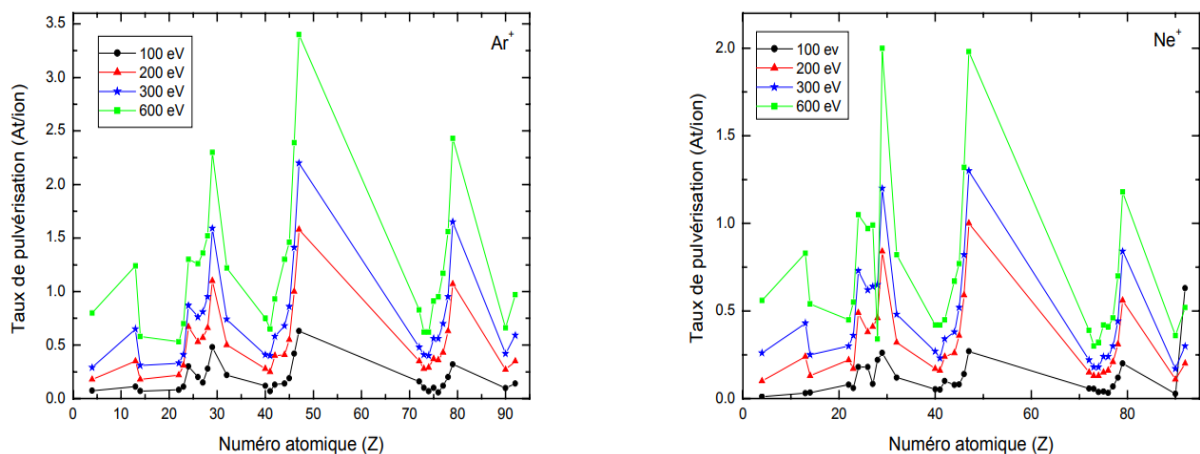 Taux de pulvérisation (At/ion)
3.5
3.0
2.5
2.0
1.5
1.0
0.5
0.0
100 eV
200 eV
300 eV
600 eV
Ar+
0 10 20 30 40 50 60 70 80 90
Numéro atomique (Z)
Taux de pulvérisation (At/ion)
2.0
1.5
1.0
0.5
0.0
100 ev
200 eV
300 eV
600 eV
Ne+
0 20 40 60 80
Numéro atomique (Z)